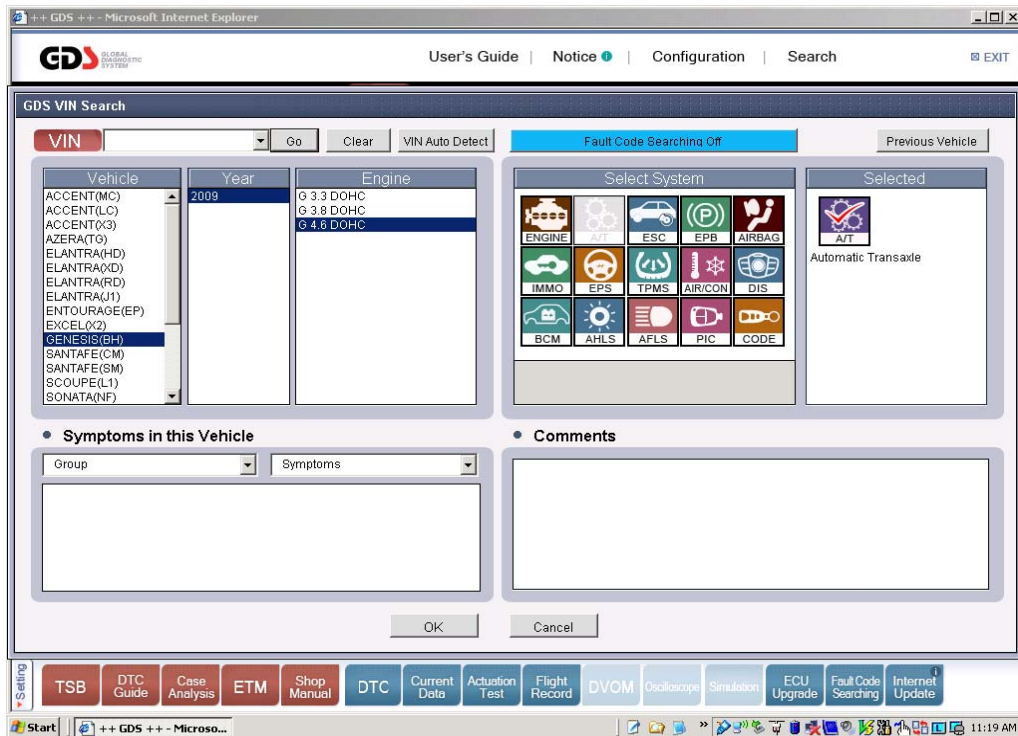 ++ GDS ++ - Microsoft Internet Explorer
GDS GLOBAL DIAGNOSTIC SYSTEM
User's Guide | Notice | Configuration | Search
EXIT
GDS VIN Search
VIN Go Clear VIN Auto Detect Fault Code Searching Off Previous Vehicle
Vehicle Year Engine Select System Selected
ACCENT(MC)
ACCENT(LC)
ACCENT(X3)
AZERA(TG)
ELANTRA(HD)
ELANTRA(XD)
ELANTRA(RD)
ELANTRA(J1)
ENTOURAGE(EP)
EXCEL(X2)
GENESIS(BH)
SANTAFE(CM)
SANTAFE(SM)
SCOUPE(L1)
SONATA(NF)
2009
G 3.3 DOHC
G 3.8 DOHC
G 4.6 DOHC
ENGINE A/T ESC EPB AIRBAG
IMMO EPS TPMS AIR/CON DIS
BCM AHLS AFLS PIC CODE
A/T
Automatic Transaxle
Symptoms in this Vehicle
Group Symptoms
Comments
OK Cancel
Setting
TSB
DTC Guide
Case Analysis
ETM
Shop Manual
DTC
Current Data
Actuation Test
Flight Record
DVOM
Oscilloscope
Simulation
ECU Upgrade
Fault Code Searching
Internet Update
Start ++ GDS ++ - Microso... 11:19 AM